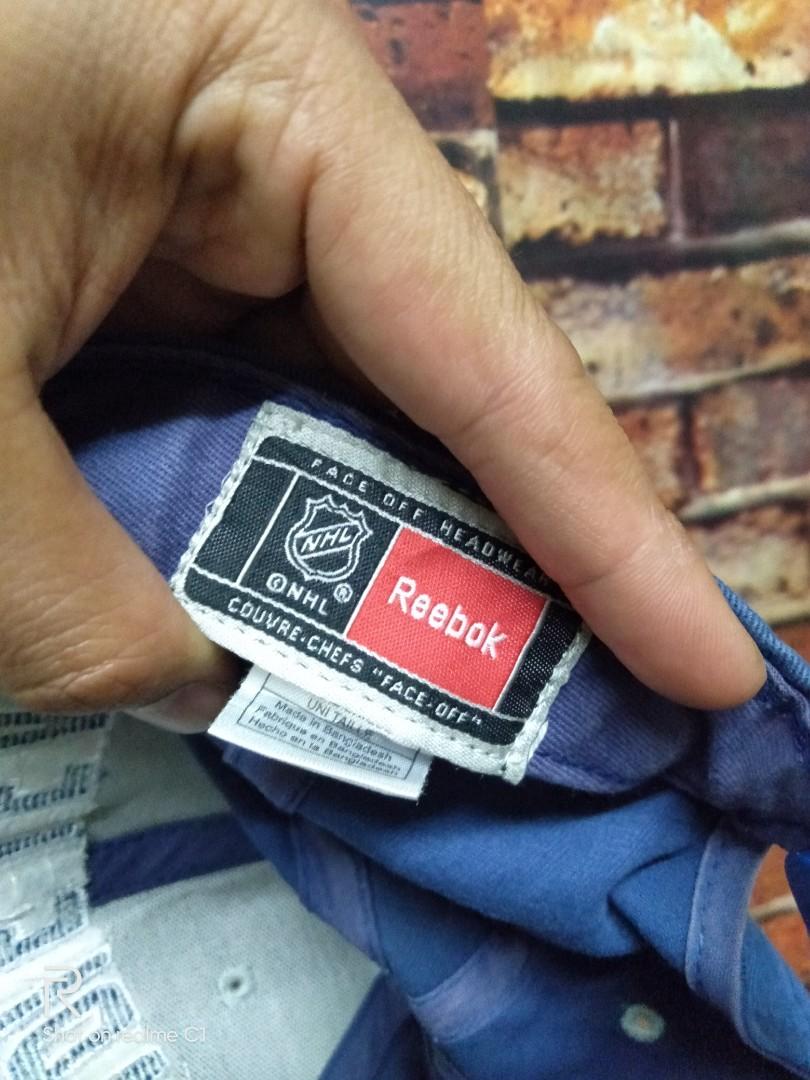 FACE OFF HEADWEAR
NHL
© NHL ®
Reebok
COUVRE-CHEFS "FACE-OFF"
UNI TAILLE
Made in Bangladesh
Fabriqué en Bangladesh
Hecho en la Bangladesh
Shot on realme C1